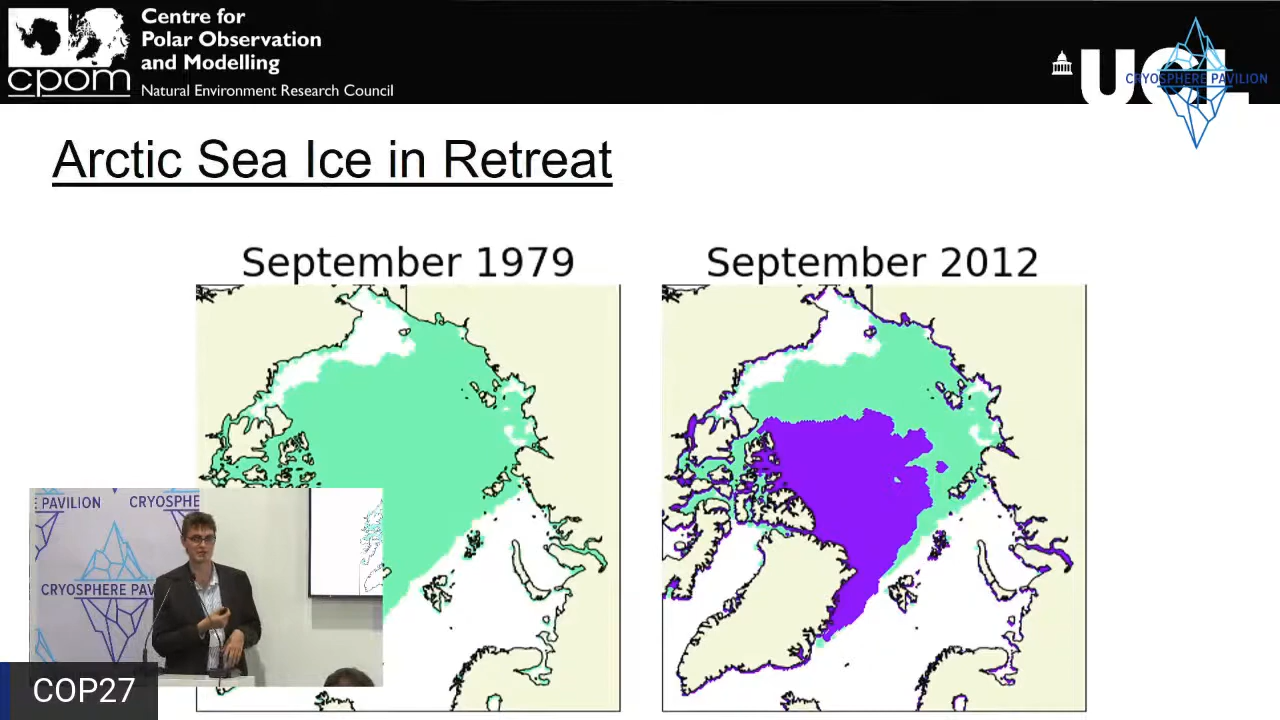 Centre for
Polar Observation
and Modelling
cpom
Natural Environment Research Council
UCL
CRYOSPHERE PAVILION
Arctic Sea Ice in Retreat
September 1979
September 2012
PAVILION
CRYOSPHE
CRYOSPHERE PAV
COP27